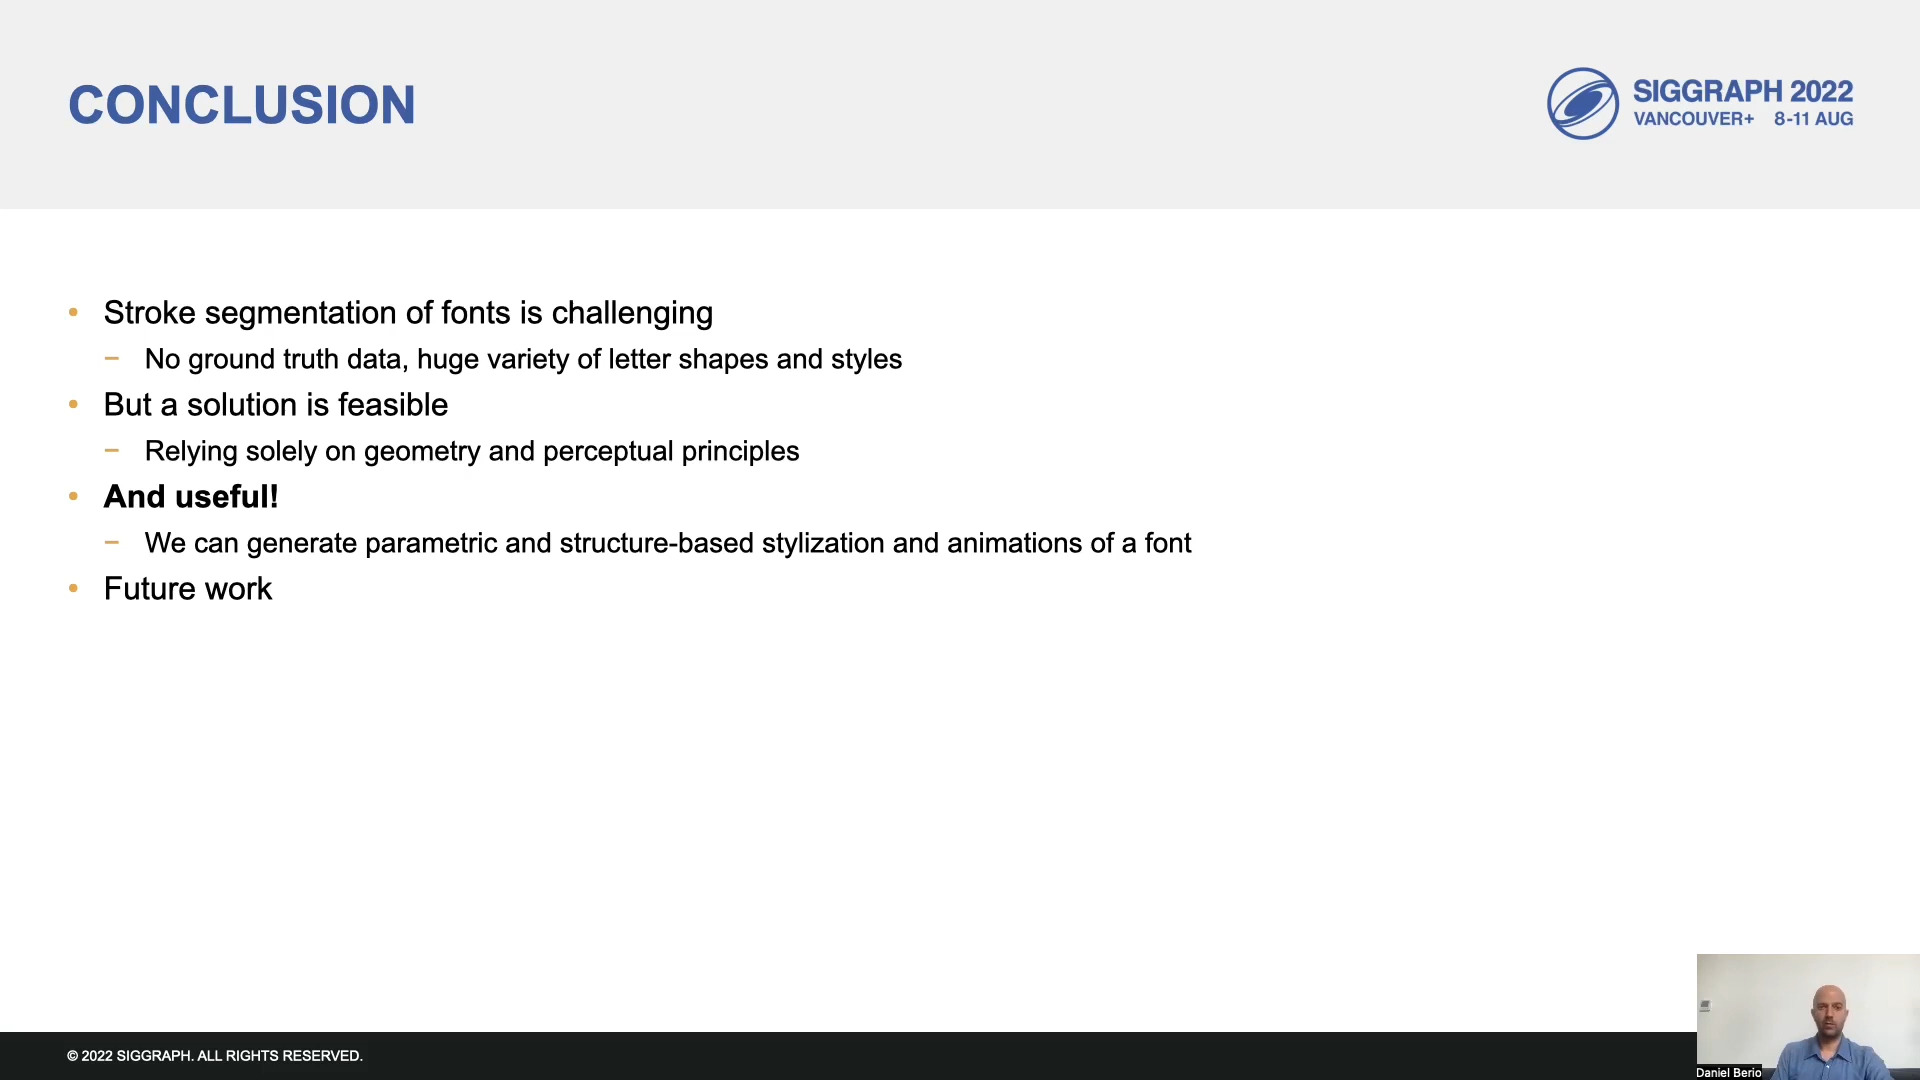 CONCLUSION
SIGGRAPH 2022
VANCOUVER+ 8-11 AUG
• Stroke segmentation of fonts is challenging
– No ground truth data, huge variety of letter shapes and styles
• But a solution is feasible
– Relying solely on geometry and perceptual principles
• And useful!
– We can generate parametric and structure-based stylization and animations of a font
• Future work
© 2022 SIGGRAPH. ALL RIGHTS RESERVED.
Daniel Berio